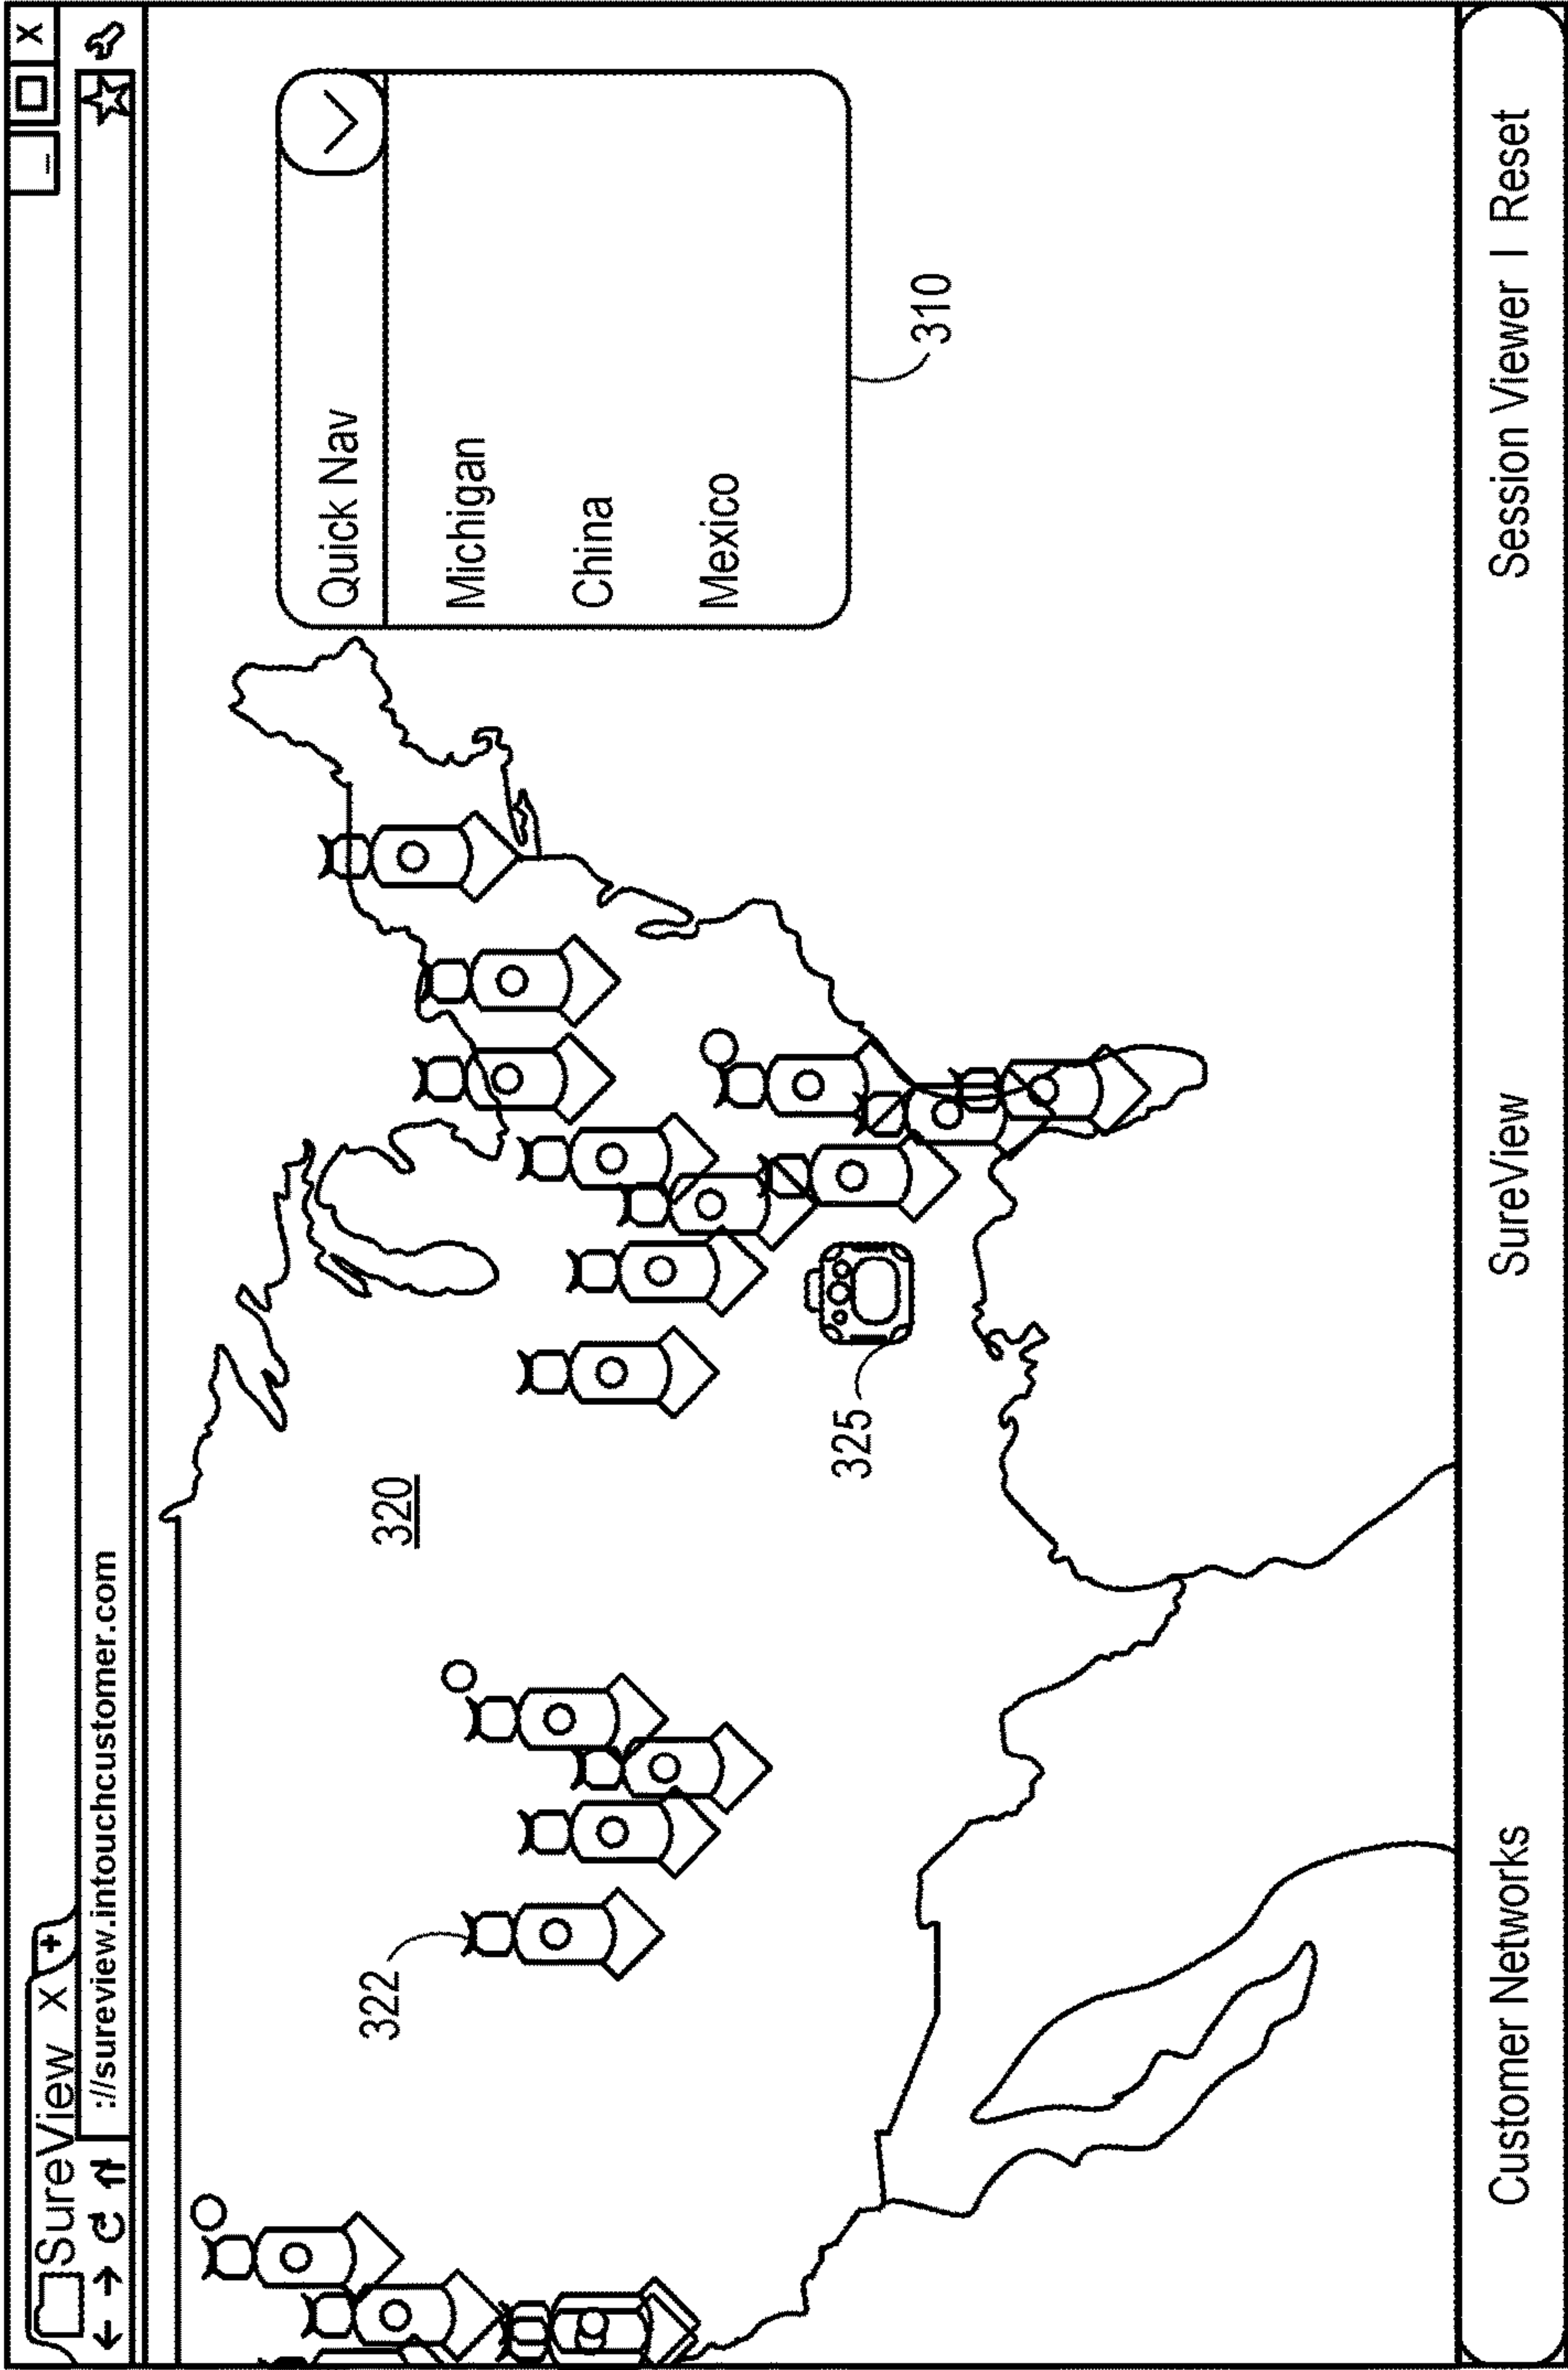 SureView X +
://sureview.intouchcustomer.com
_ X
Quick Nav
Michigan
China
Mexico
310
320
322
325
Customer Networks
SureView
Session Viewer | Reset